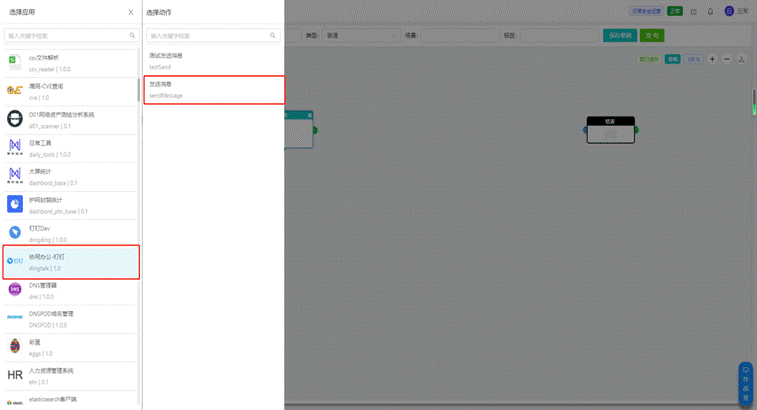 选择应用
X
输入关键字检索
csv文件解析
csv_reader | 1.0.0
漏洞-CVE查询
cve | 1.0
D01网络资产测绘分析系统
d01_scanner | 0.1
日常工具
daily_tools | 1.0.0
大屏统计
dashbord_base | 0.1
护网封禁统计
dashbord_ptn_base | 0.1
钉钉Dev
dingding | 1.0.0
协同办公-钉钉
dingtalk | 1.0
DNS管理器
dns | 1.0.0
DNSPOD域名管理
DNSPOD | 1.0.0
彩蛋
eggs | 1.0
人力资源管理系统
ehr | 0.1
elasticsearch客户端
选择动作
输入关键字检索
测试发送消息
testSend
发送消息
sendMessage
类型:
标签:
保存草稿
发布
100%
结束
作战室